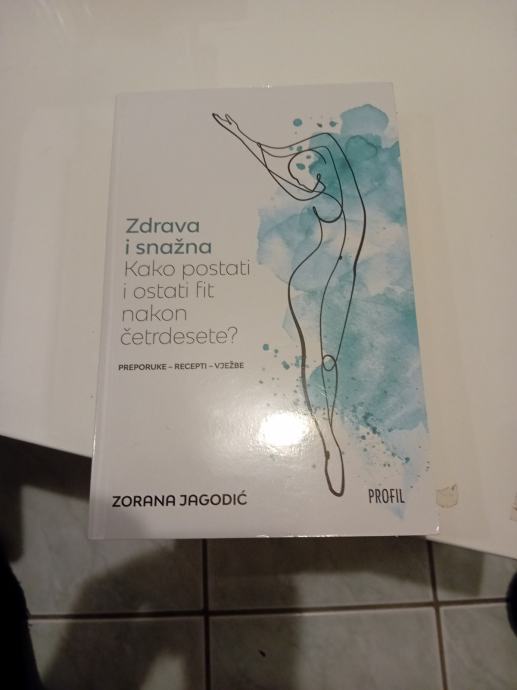 Zdrava
i snažna
Kako postati
i ostati fit
nakon
četrdesete?
PREPORUKE – RECEPTI – VJEŽBE
ZORANA JAGODIĆ
PROFIL